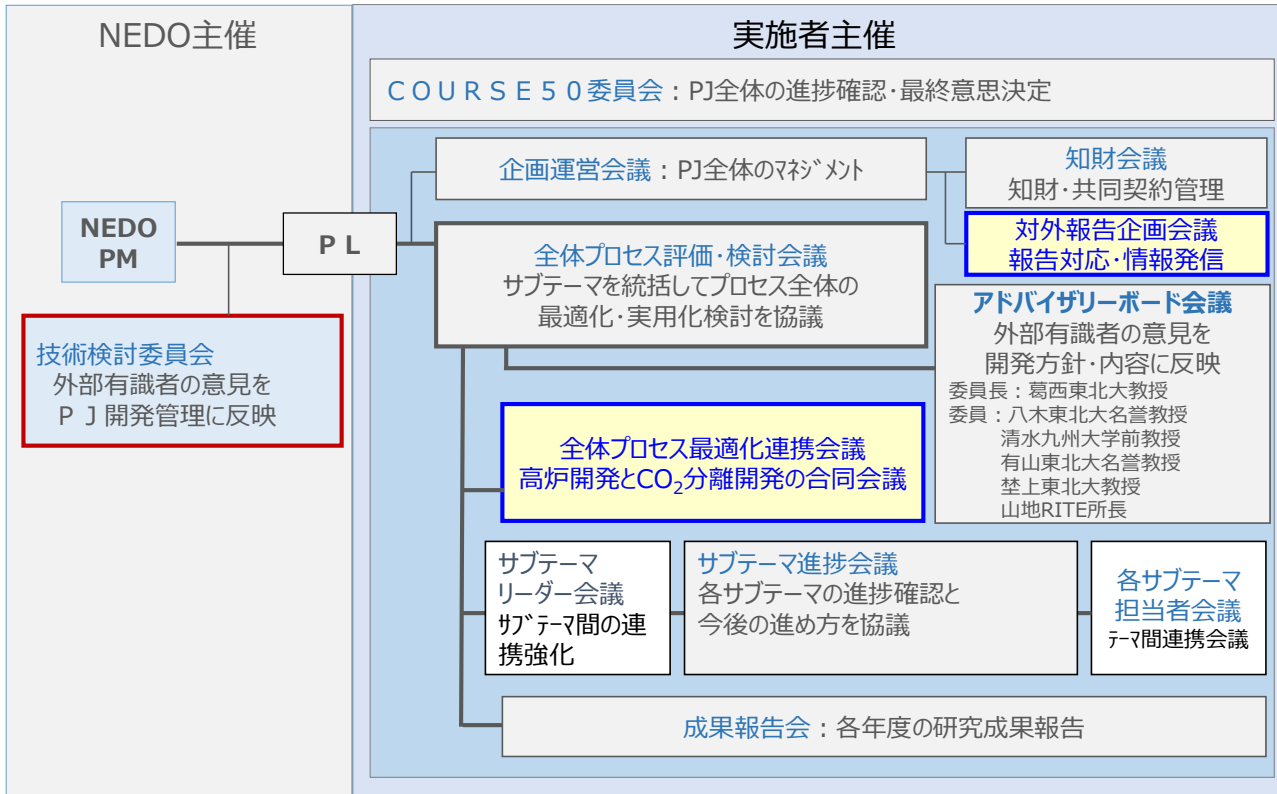 NEDO主催
実施者主催
COURSE50委員会：PJ全体の進捗確認・最終意思決定
企画運営会議：PJ全体のﾏﾈｼﾞﾒﾝﾄ
知財会議
知財・共同契約管理
対外報告企画会議
報告対応・情報発信
NEDO
PM
PL
全体プロセス評価・検討会議
サブテーマを統括してプロセス全体の
最適化・実用化検討を協議
アドバイザリーボード会議
外部有識者の意見を
開発方針・内容に反映
委員長：葛西東北大教授
委員：八木東北大名誉教授
清水九州大学前教授
有山東北大名誉教授
埜上東北大教授
山地RITE所長
技術検討委員会
外部有識者の意見を
ＰＪ開発管理に反映
全体プロセス最適化連携会議
高炉開発とCO₂分離開発の合同会議
サブテーマ
リーダー会議
ｻﾌﾞﾃｰﾏ間の連
携強化
サブテーマ進捗会議
各サブテーマの進捗確認と
今後の進め方を協議
各サブテーマ
担当者会議
ﾃｰﾏ間連携会議
成果報告会：各年度の研究成果報告